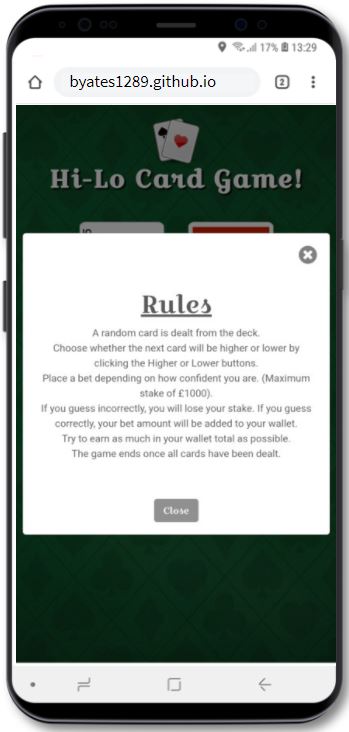 17% 13:29
byates1289.github.io
2
Hi-Lo Card Game!
Rules
A random card is dealt from the deck.
Choose whether the next card will be higher or lower by
clicking the Higher or Lower buttons.
Place a bet depending on how confident you are. (Maximum
stake of £1000).
If you guess incorrectly, you will lose your stake. If you guess
correctly, your bet amount will be added to your wallet.
Try to earn as much in your wallet total as possible.
The game ends once all cards have been dealt.
Close